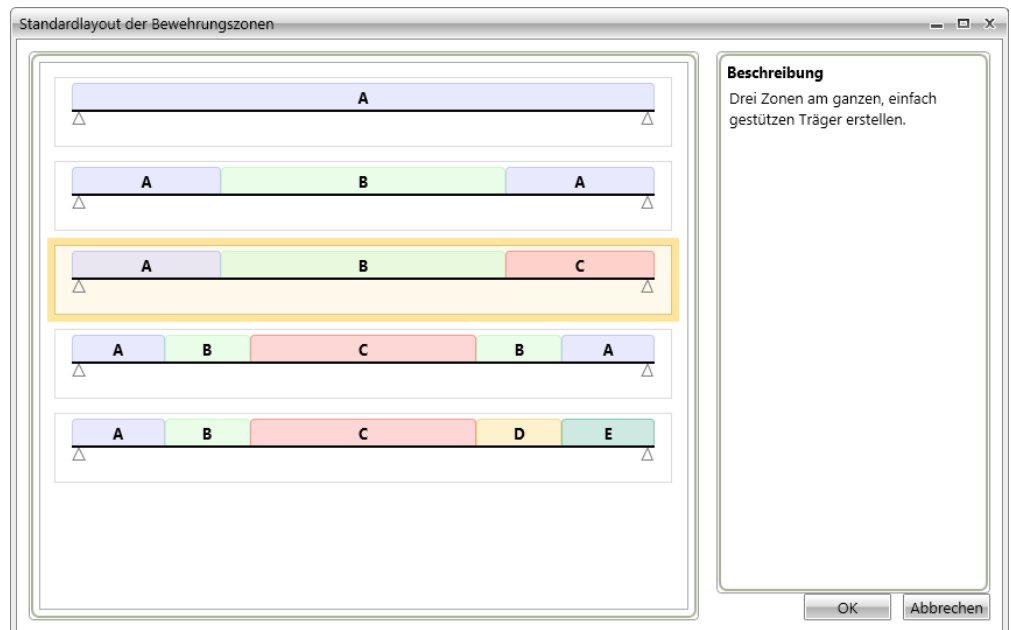 Standardlayout der Bewehrungszonen
A
A B A
A B C
A B C B A
A B C D E
Beschreibung
Drei Zonen am ganzen, einfach
gestützen Träger erstellen.
OK Abbrechen